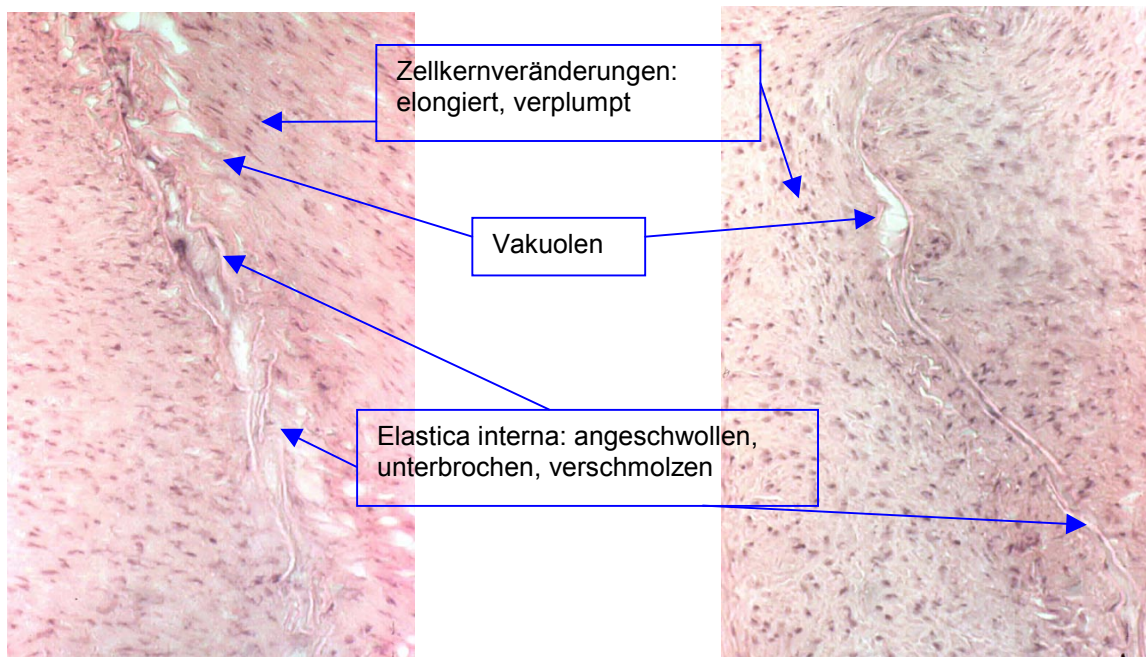 Zellkernveränderungen:
elongiert, verplumpt
Vakuolen
Elastica interna: angeschwollen,
unterbrochen, verschmolzen